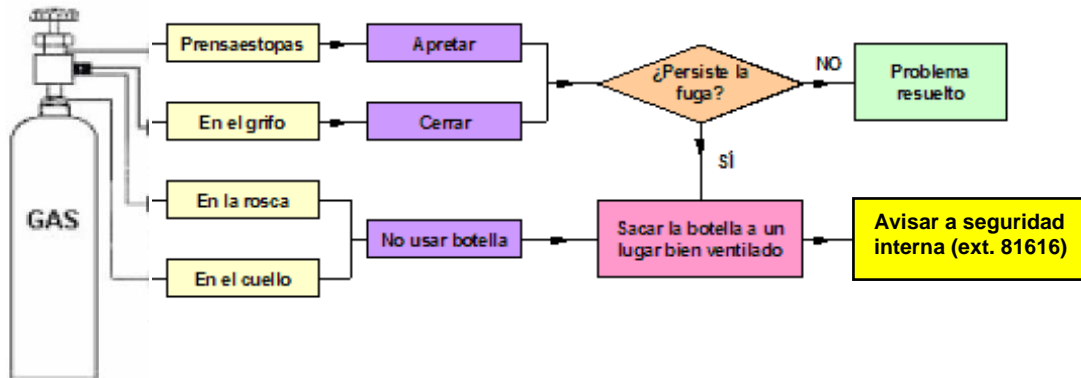 GAS
Prensaestopas
Apretar
En el grifo
Cerrar
En la rosca
En el cuello
No usar botella
¿Persiste la
fuga?
NO
Problema
resuelto
SÍ
Sacar la botella a un
lugar bien ventilado
Avisar a seguridad
interna (ext. 81616)